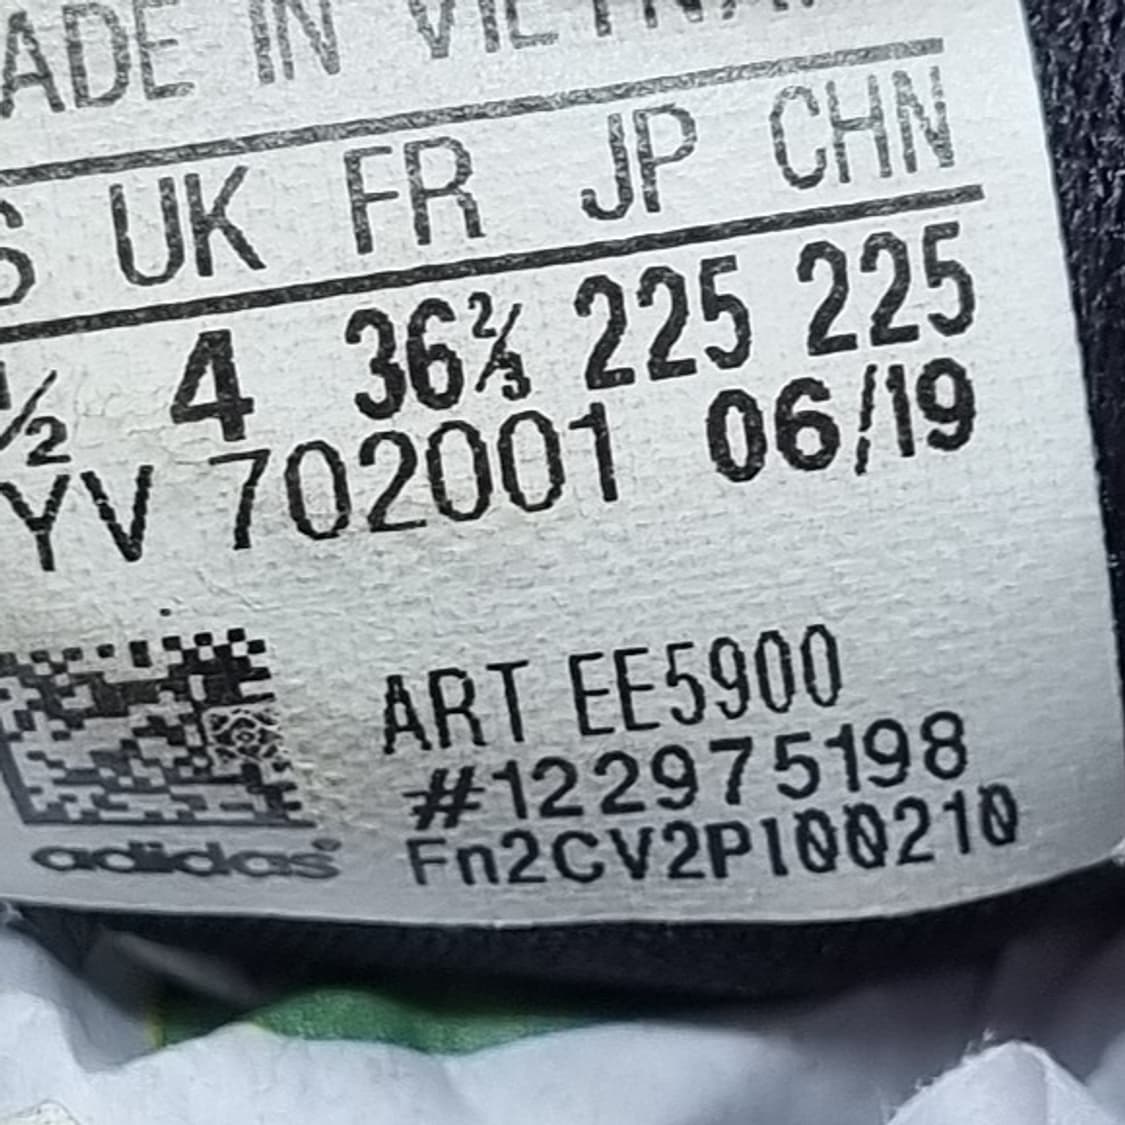 ADE IN VIETNA
S UK FR JP CHN
½ 4 36⅔ 225 225
YV 702001 06/19
ART EE5900
#122975198
Fn2CV2P100210
adidas